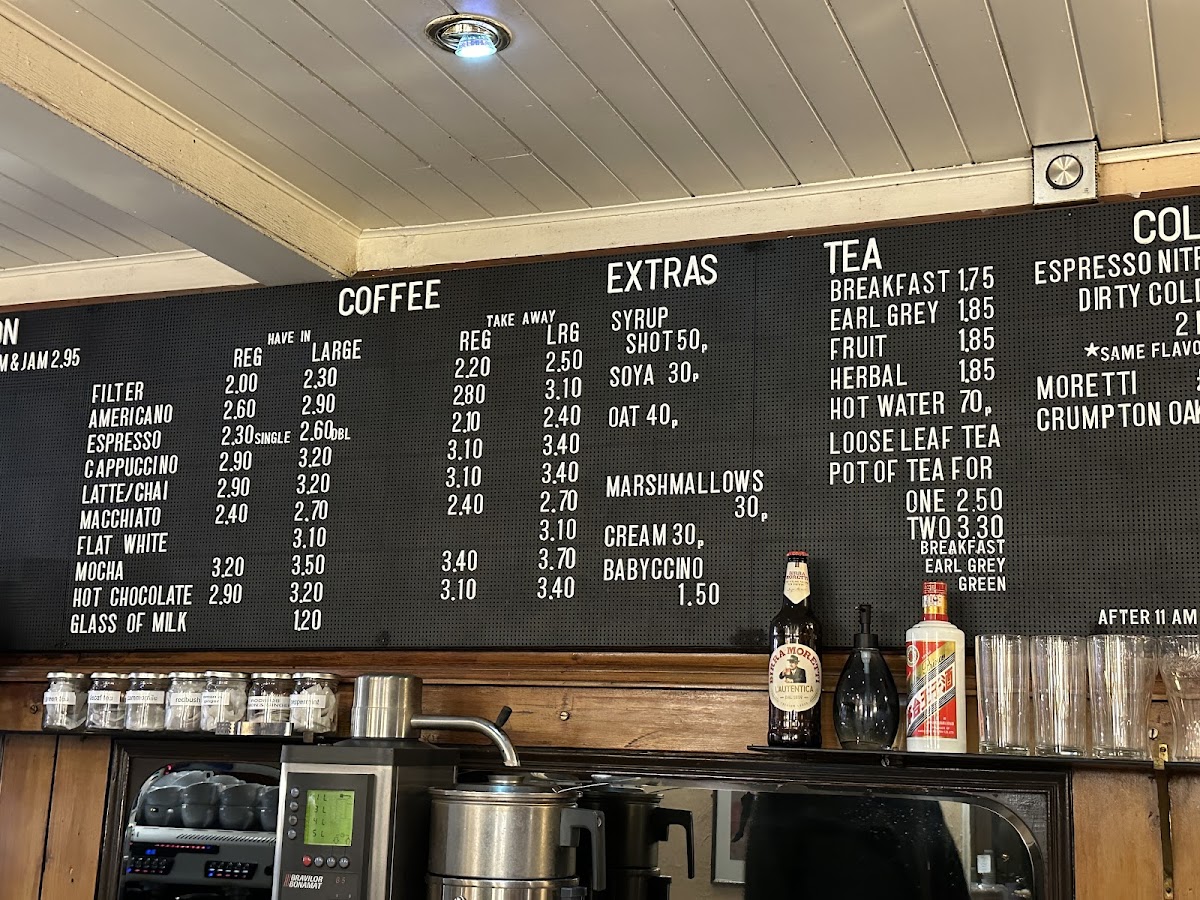 ON
M & JAM 2.95
COFFEE
HAVE IN
TAKE AWAY
REG LARGE REG LRG
FILTER 2.00 2.30 2.20 2.50
AMERICANO 2.60 2.90 280 3.10
ESPRESSO 2.30 SINGLE 2.60 DBL 2.10 2.40
CAPPUCCINO 2.90 3.20 3.10 3.40
LATTE/CHAI 2.90 3.20 3.10 3.40
MACCHIATO 2.40 2.70 2.40 2.70
FLAT WHITE 3.10 3.10
MOCHA 3.20 3.50 3.40 3.70
HOT CHOCOLATE 2.90 3.20 3.10 3.40
GLASS OF MILK 1.20
EXTRAS
SYRUP
SHOT 50p
SOYA 30p
OAT 40p
MARSHMALLOWS
30p
CREAM 30p
BABYCCINO
1.50
TEA
BREAKFAST 1.75
EARL GREY 1.85
FRUIT 1.85
HERBAL 1.85
HOT WATER 70p
LOOSE LEAF TEA
POT OF TEA FOR
ONE 2.50
TWO 3.30
BREAKFAST
EARL GREY
GREEN
COL
ESPRESSO NITR
DIRTY COLD
2
★SAME FLAVO
MORETTI
CRUMPTON OAK
AFTER 11 AM
green tea
redbush
BIRRA MORETTI
L'AUTENTICA
BRAVILOR
BONAMAT